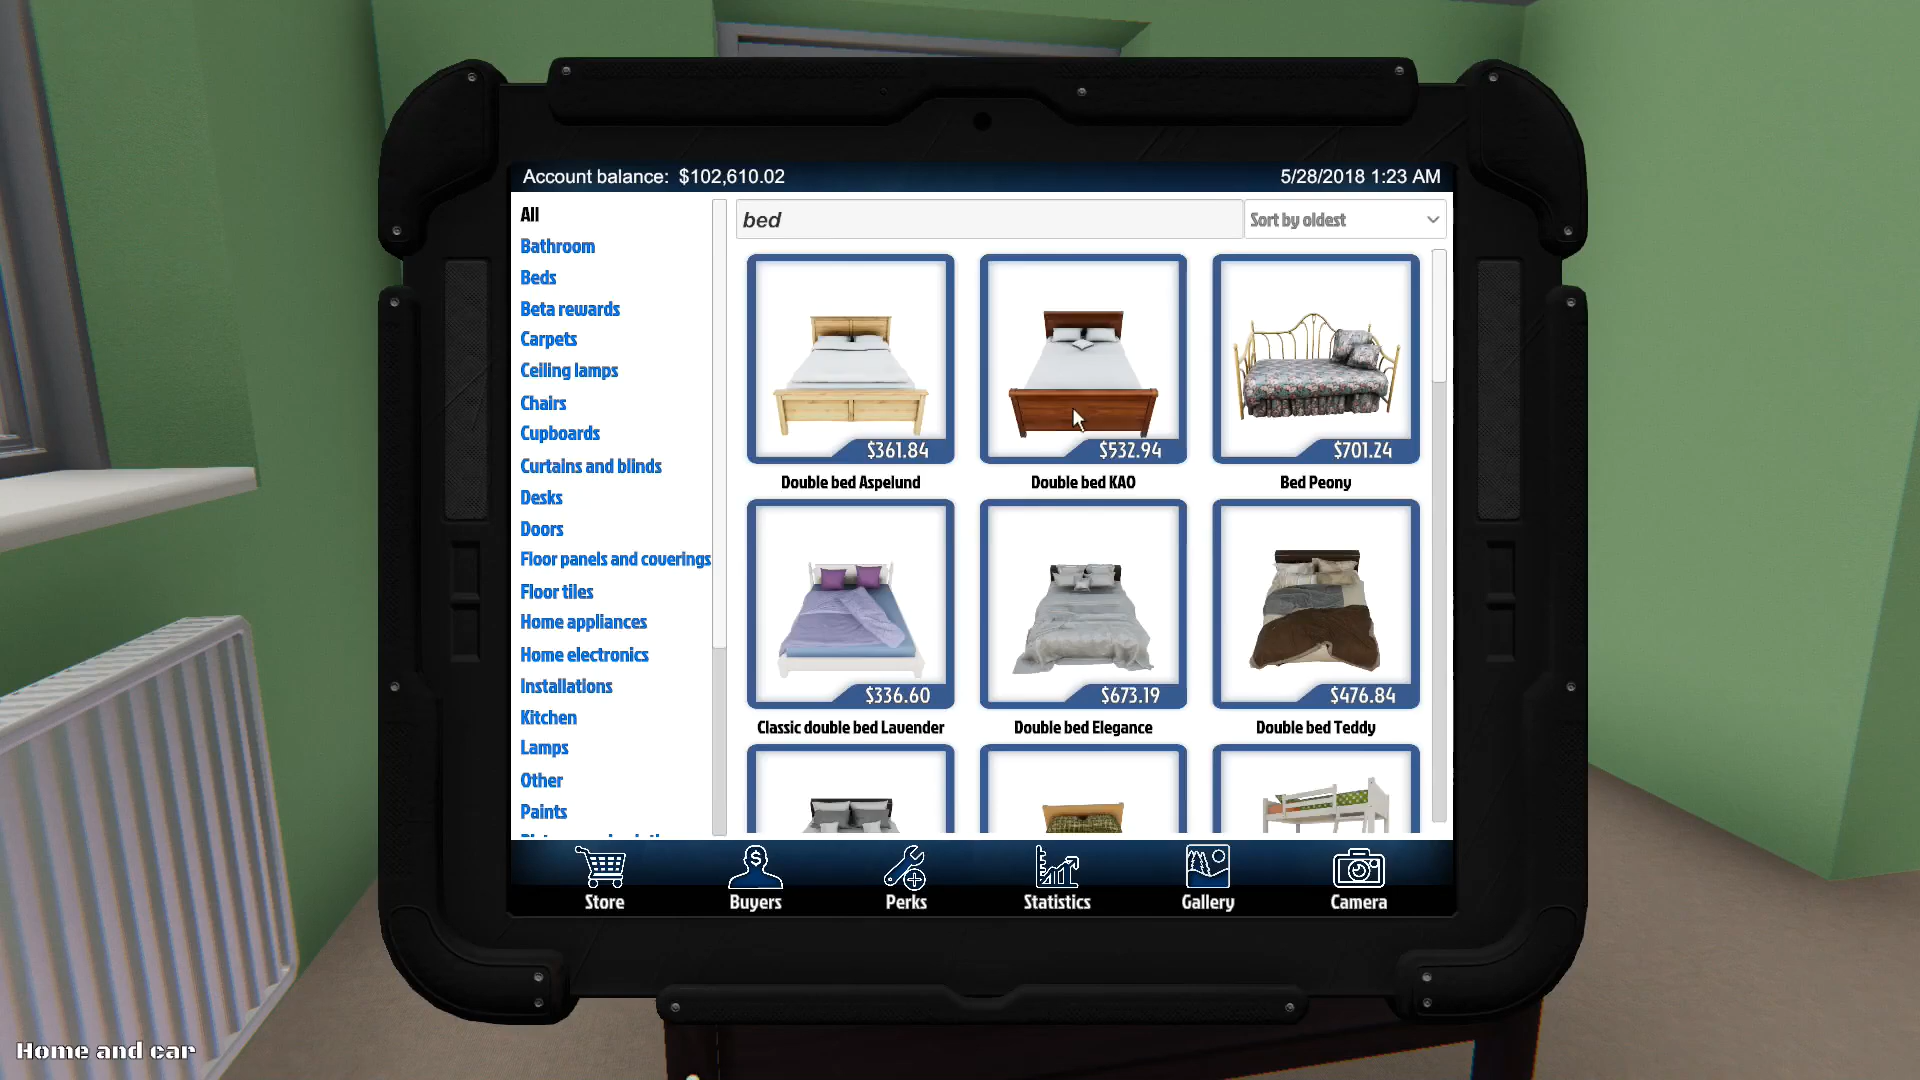 Account balance: $102,610.02
5/28/2018 1:23 AM
All
Bathroom
Beds
Beta rewards
Carpets
Ceiling lamps
Chairs
Cupboards
Curtains and blinds
Desks
Doors
Floor panels and coverings
Floor tiles
Home appliances
Home electronics
Installations
Kitchen
Lamps
Other
Paints
bed
Sort by oldest
$361.84
$532.94
$701.24
Double bed Aspelund
Double bed KAO
Bed Peony
$336.60
$673.19
$476.84
Classic double bed Lavender
Double bed Elegance
Double bed Teddy
Store
Buyers
Perks
Statistics
Gallery
Camera
Home and car